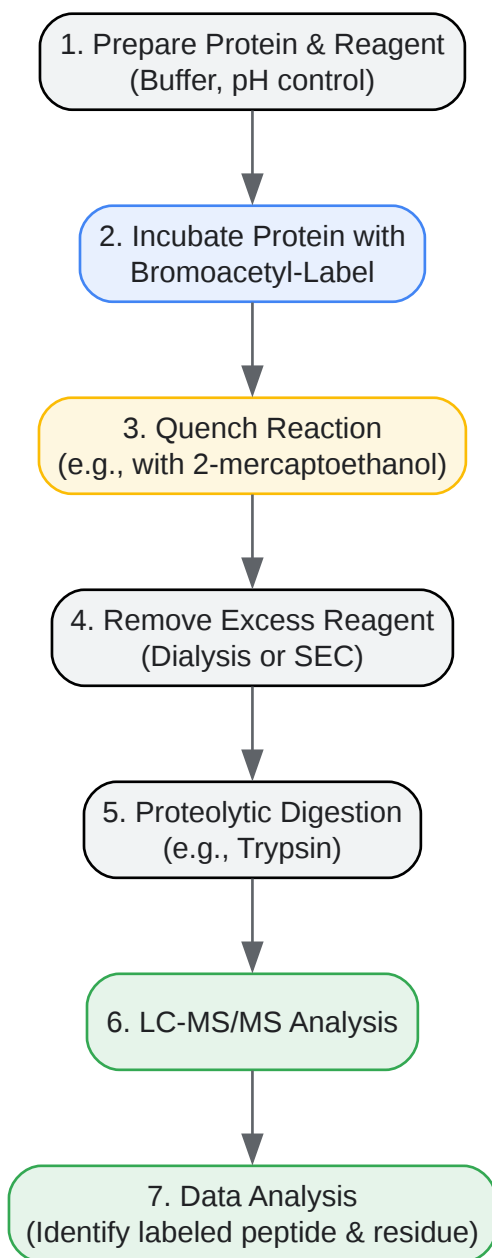 1. Prepare Protein & Reagent
(Buffer, pH control)
2. Incubate Protein with
Bromoacetyl-Label
3. Quench Reaction
(e.g., with 2-mercaptoethanol)
4. Remove Excess Reagent
(Dialysis or SEC)
5. Proteolytic Digestion
(e.g., Trypsin)
6. LC-MS/MS Analysis
7. Data Analysis
(Identify labeled peptide & residue)